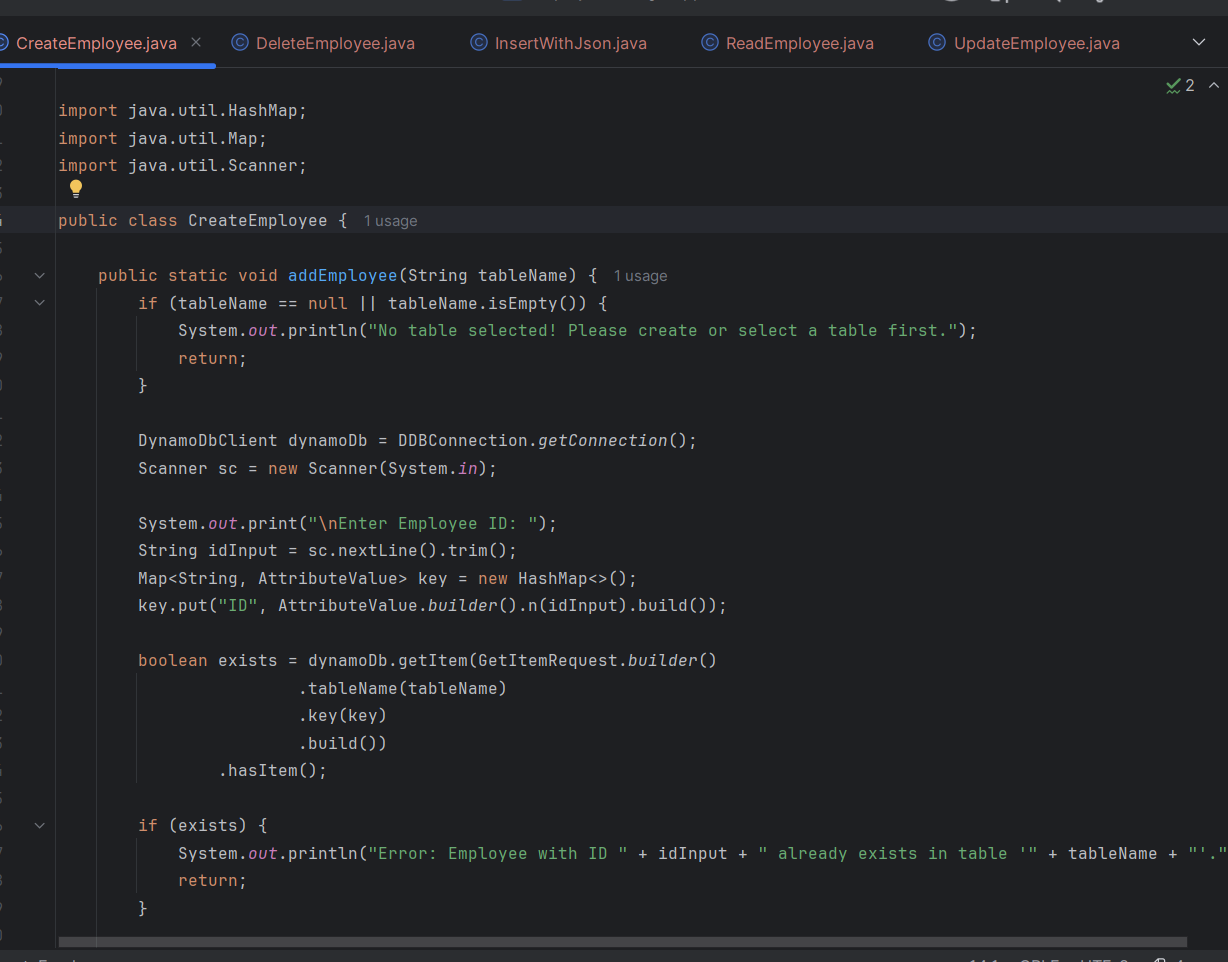 CreateEmployee.java DeleteEmployee.java InsertWithJson.java ReadEmployee.java UpdateEmployee.java
2
import java.util.HashMap;
import java.util.Map;
import java.util.Scanner;
public class CreateEmployee { 1 usage
public static void addEmployee(String tableName) { 1 usage
if (tableName == null || tableName.isEmpty()) {
System.out.println("No table selected! Please create or select a table first.");
return;
}
DynamoDbClient dynamoDb = DDBConnection.getConnection();
Scanner sc = new Scanner(System.in);
System.out.print("\nEnter Employee ID: ");
String idInput = sc.nextLine().trim();
Map<String, AttributeValue> key = new HashMap<>();
key.put("ID", AttributeValue.builder().n(idInput).build());
boolean exists = dynamoDb.getItem(GetItemRequest.builder()
.tableName(tableName)
.key(key)
.build())
.hasItem();
if (exists) {
System.out.println("Error: Employee with ID " + idInput + " already exists in table '" + tableName + "'."
return;
}